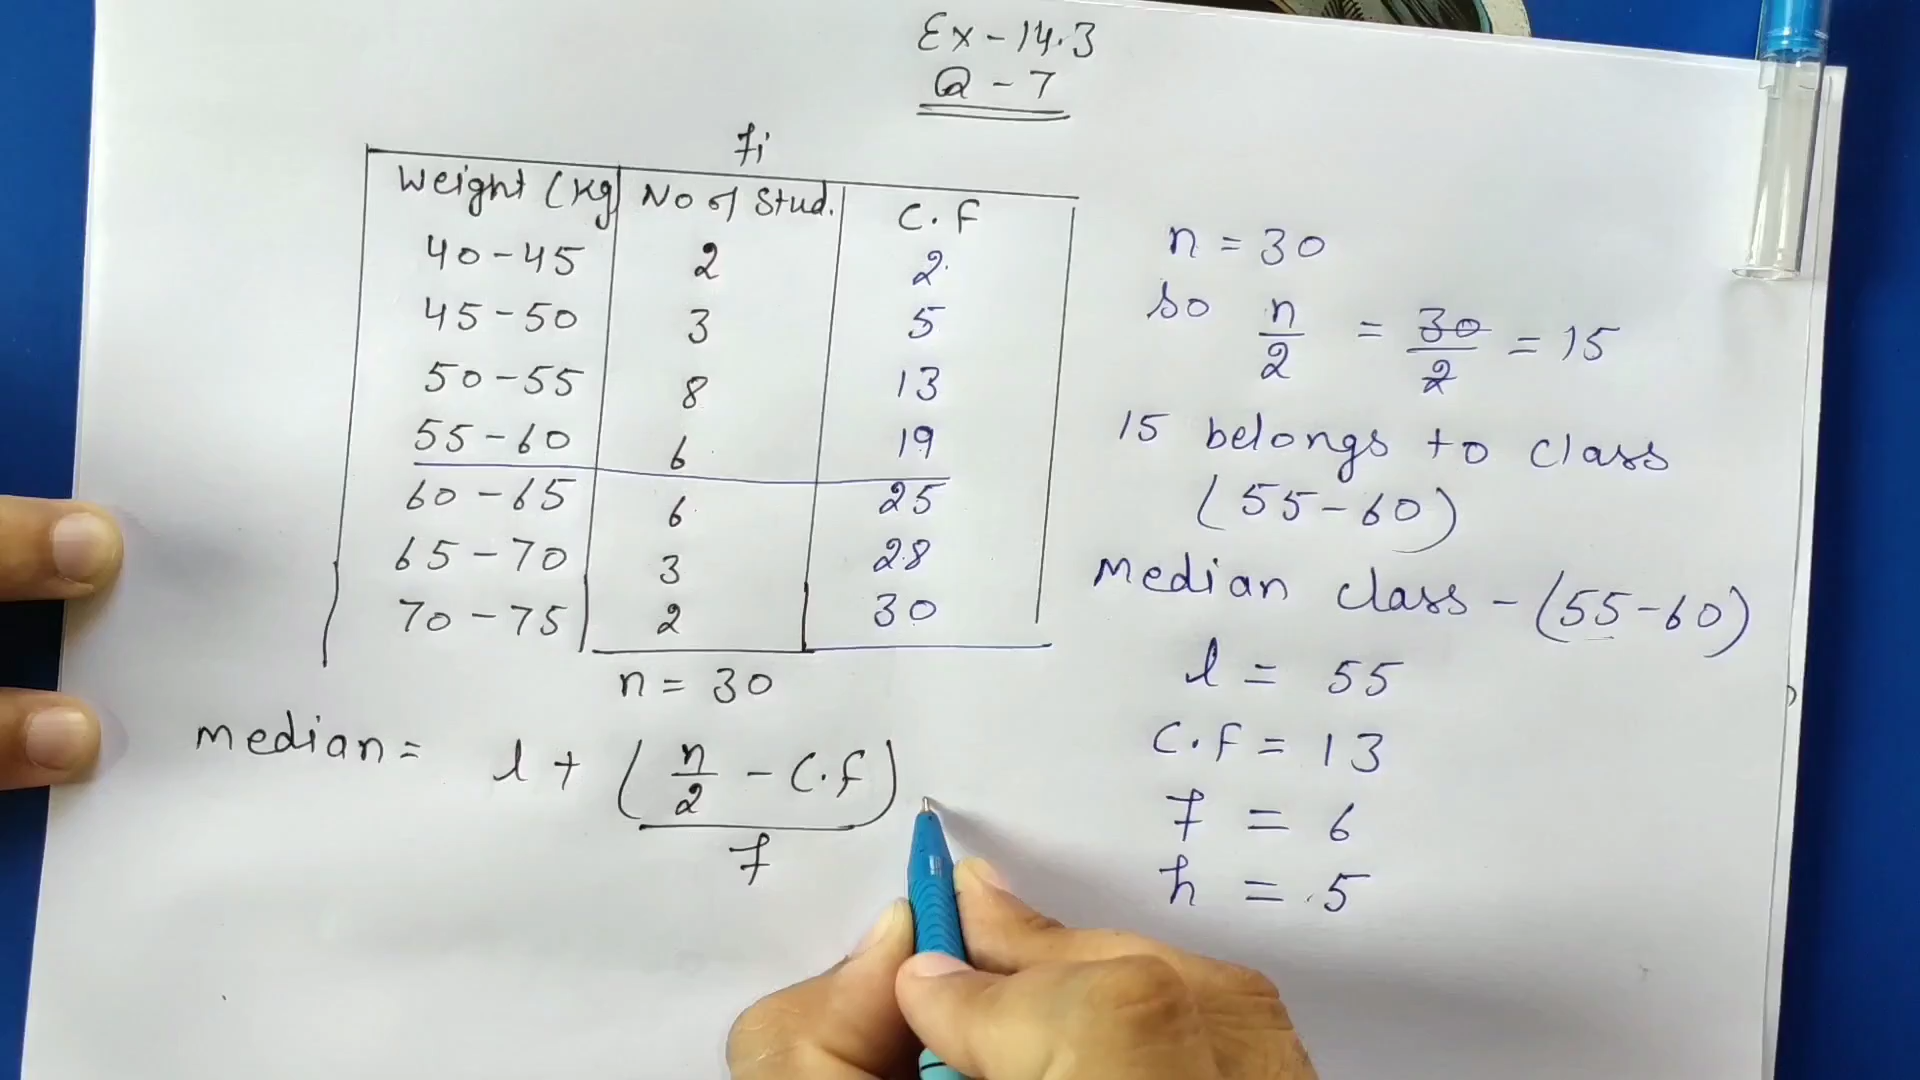 Ex - 14.3
Q - 7
fi
Weight (Kg) No of Stud. C.F
40-45 2 2
45-50 3 5
50-55 8 13
55-60 6 19
60-65 6 25
65-70 3 28
70-75 2 30
n = 30
median = l + (n/2 - C.F)/f
n = 30
so n/2 = 30/2 = 15
15 belongs to class
(55-60)
Median class - (55-60)
l = 55
C.F = 13
f = 6
h = 5